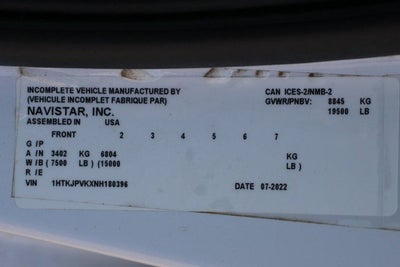 INCOMPLETE VEHICLE MANUFACTURED BY
(VEHICULE INCOMPLET FABRIQUE PAR)
NAVISTAR, INC.
ASSEMBLED IN USA
CAN ICES-2/NMB-2
GVWR/PNBV: 8845 KG
19500 LB
FRONT 2 3 4 5 6 7
G/P
A/N 3402 KG 6804
W/B ( 7500 LB ) (15000
R/E
VIN 1HTKJPVKXNH180396
DATE 07-2022